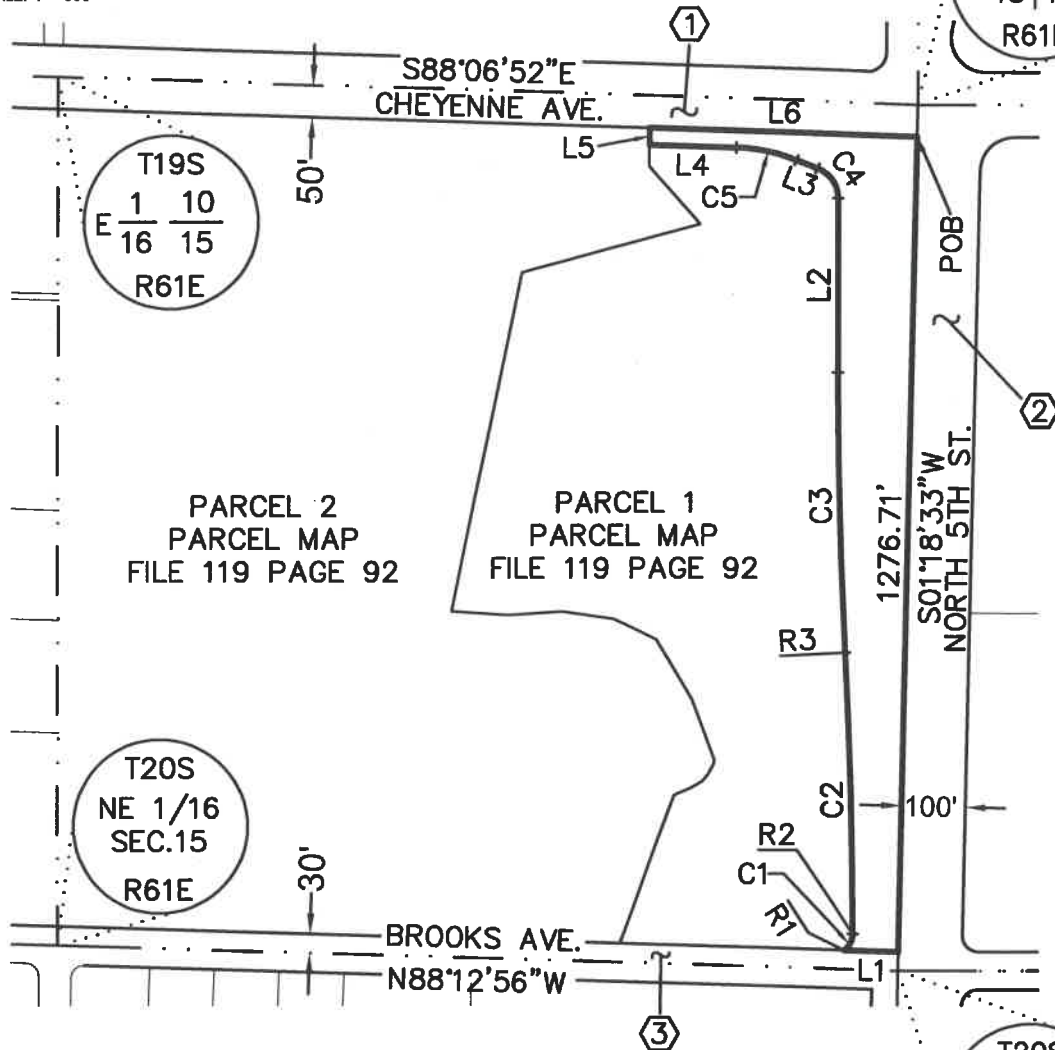 R61E
1
S88°06'52"E
CHEYENNE AVE.
L6
L5
L4
C5
L3
C4
50'
T19S
E 1/16 10/15
R61E
POB
L2
2
PARCEL 2
PARCEL MAP
FILE 119 PAGE 92
PARCEL 1
PARCEL MAP
FILE 119 PAGE 92
C3
1276.71'
S01°18'33"W
NORTH 5TH ST.
R3
T20S
NE 1/16
SEC.15
R61E
C2
100'
R2
C1
R1
30'
BROOKS AVE.
N88°12'56"W
L1
3
T20S